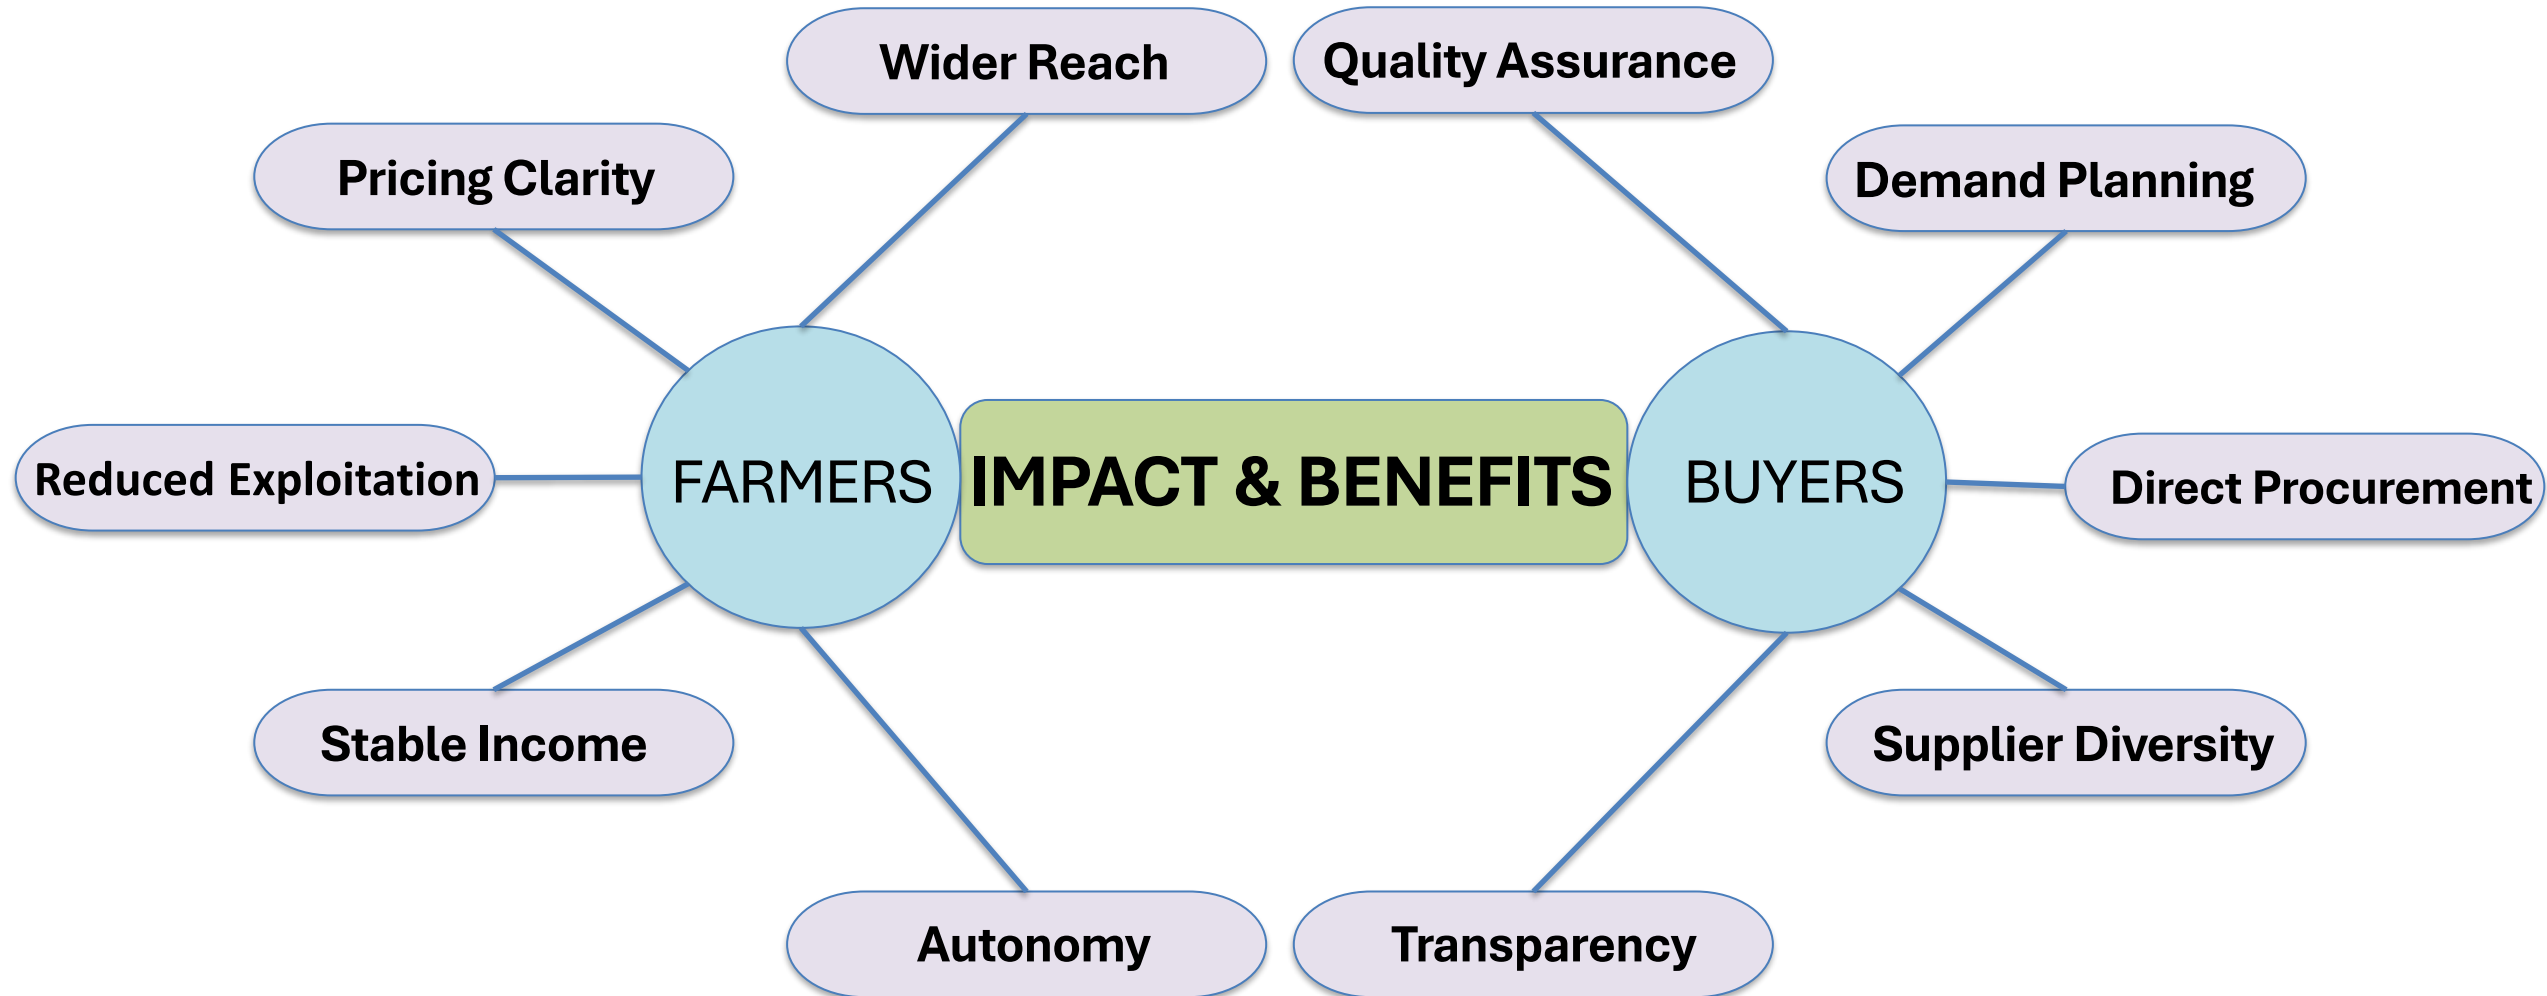 Wider Reach
Quality Assurance
Pricing Clarity
Demand Planning
Reduced Exploitation
FARMERS
IMPACT & BENEFITS
BUYERS
Direct Procurement
Stable Income
Supplier Diversity
Autonomy
Transparency